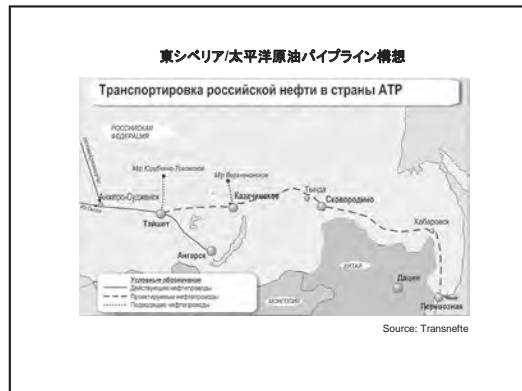 東シベリア/太平洋原油パイプライン構想
Транспортировка российской нефти в страны АТР
РОССИЙСКАЯ
ФЕДЕРАЦИЯ
Анжеро-Судженск
Тайшет
Казачинское
Тында
Сковородино
Хабаровск
Ангарск
КИТАЙ
Дацин
МОНГОЛИЯ
Перевозная
Условные обозначения
Действующие нефтепроводы
Проектируемые нефтепроводы
Подводящие нефтепроводы
Source: Transnefte